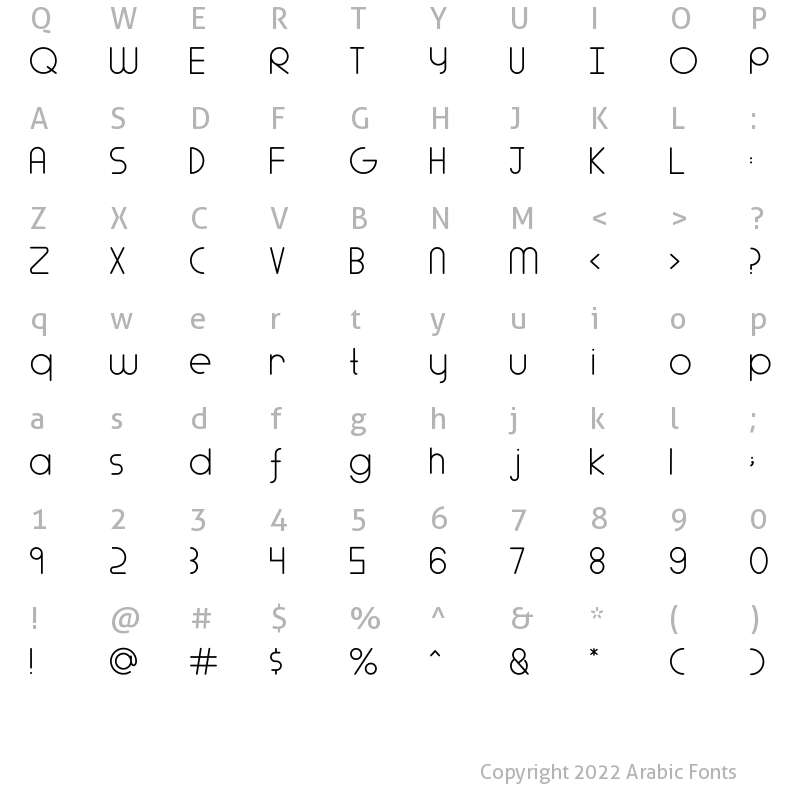 Q W E R T Y U I O P
Q W E R T Y U I O P
A S D F G H J K L :
A S D F G H J K L :
Z X C V B N M < > ?
Z X C V B N M < > ?
q w e r t y u i o p
q w e r t y u i o p
a s d f g h j k l ;
a s d f g h j k l ;
1 2 3 4 5 6 7 8 9 0
9 2 3 4 5 6 7 8 9 0
! @ # $ % ^ & * ( )
! @ # $ % ^ & * ( )
Copyright 2022 Arabic Fonts